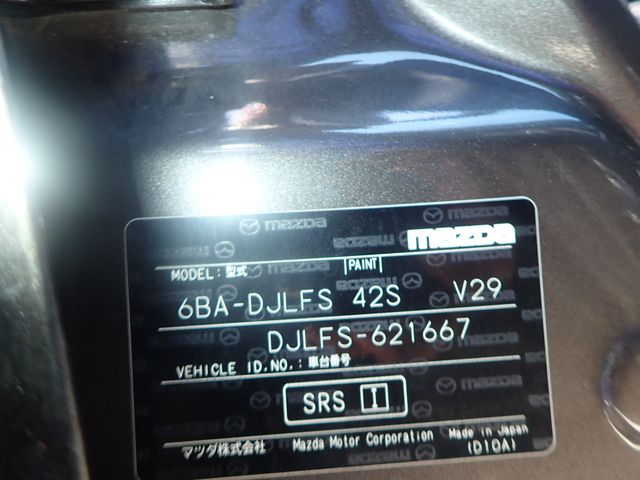 mazda
MODEL:型式 PAINT
6BA-DJLFS 42S V29
DJLFS-621667
VEHICLE ID.NO.:車台番号
SRS I
マツダ株式会社 Mazda Motor Corporation Made in Japan
(D10A)